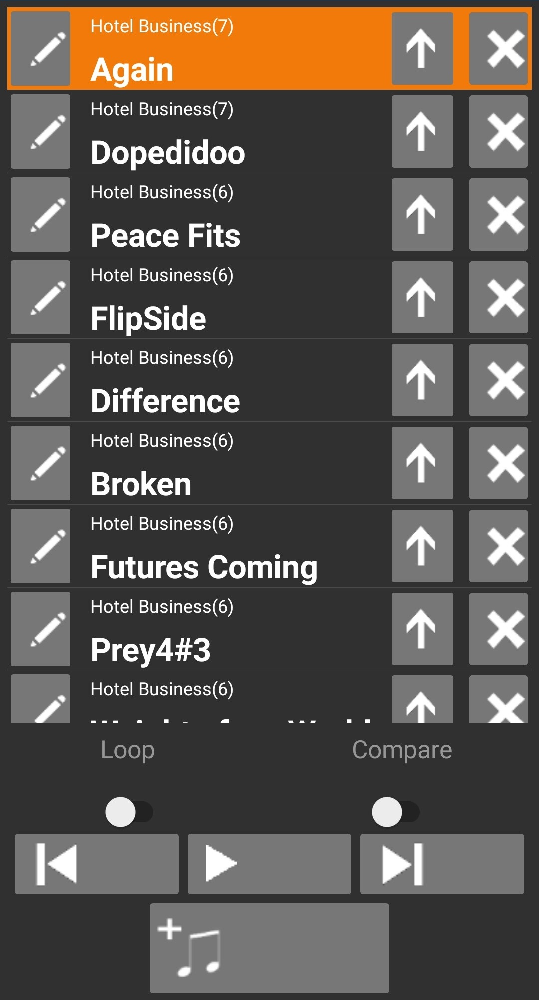 Hotel Business(7)
Again
Hotel Business(7)
Dopedidoo
Hotel Business(6)
Peace Fits
Hotel Business(6)
FlipSide
Hotel Business(6)
Difference
Hotel Business(6)
Broken
Hotel Business(6)
Futures Coming
Hotel Business(6)
Prey4#3
Hotel Business(6)
Loop
Compare